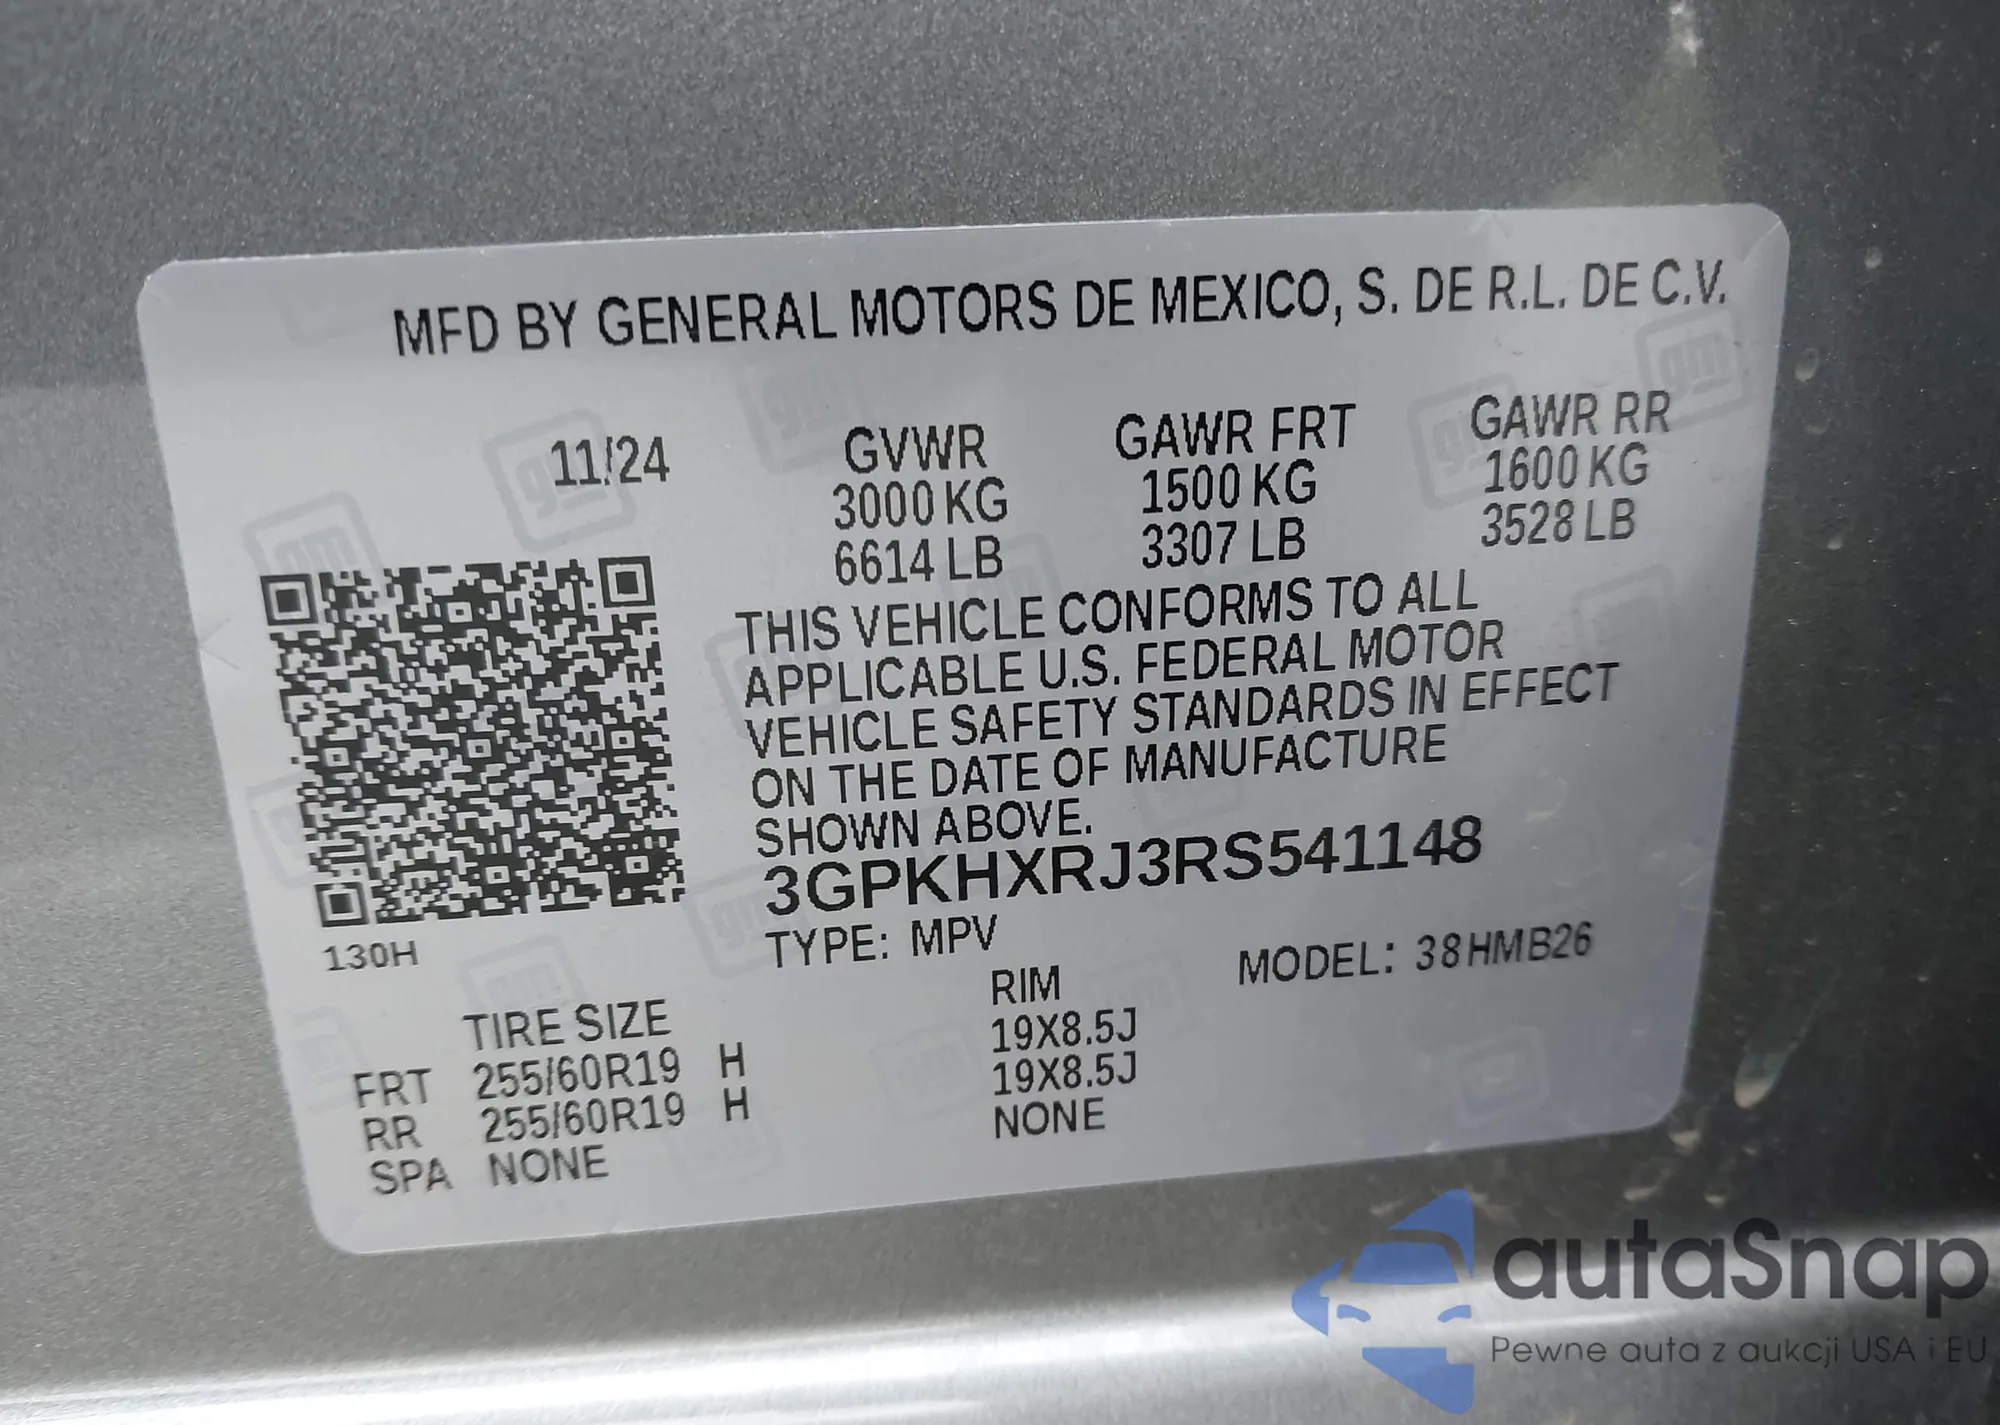 MFD BY GENERAL MOTORS DE MEXICO, S. DE R.L. DE C.V.
11/24 GVWR GAWR FRT GAWR RR
3000 KG 1500 KG 1600 KG
6614 LB 3307 LB 3528 LB
THIS VEHICLE CONFORMS TO ALL
APPLICABLE U.S. FEDERAL MOTOR
VEHICLE SAFETY STANDARDS IN EFFECT
ON THE DATE OF MANUFACTURE
SHOWN ABOVE.
3GPKHXRJ3RS541148
130H
TYPE: MPV MODEL: 38HMB26
TIRE SIZE RIM
FRT 255/60R19 H 19X8.5J
RR 255/60R19 H 19X8.5J
SPA NONE NONE
autaSnap
Pewne auta z aukcji USA i EU